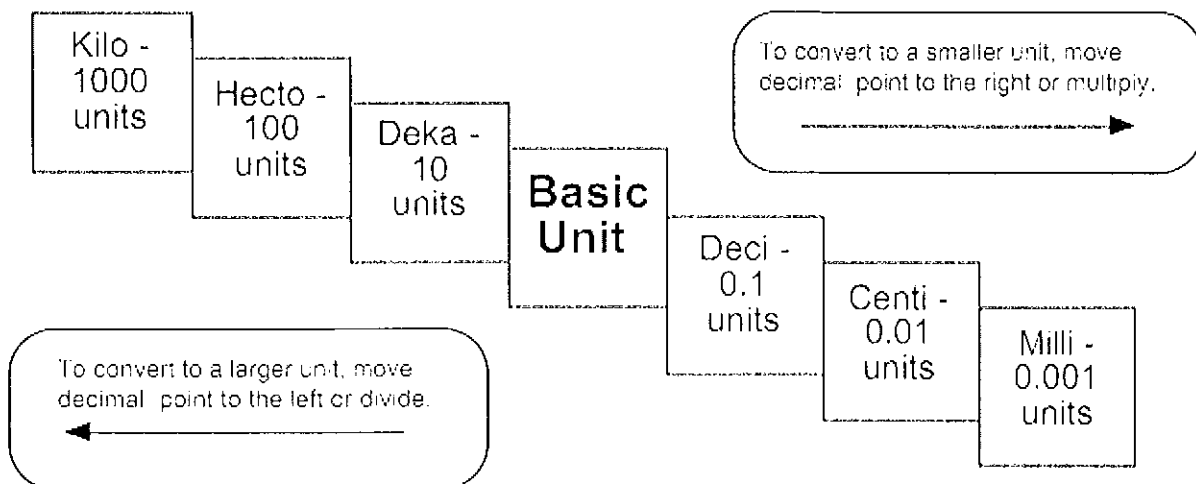 Kilo -
1000
units
Hecto -
100
units
Deka -
10
units
Basic
Unit
Deci -
0.1
units
Centi -
0.01
units
Milli -
0.001
units
To convert to a smaller unit, move
decimal point to the right or multiply.
To convert to a larger unit, move
decimal point to the left or divide.